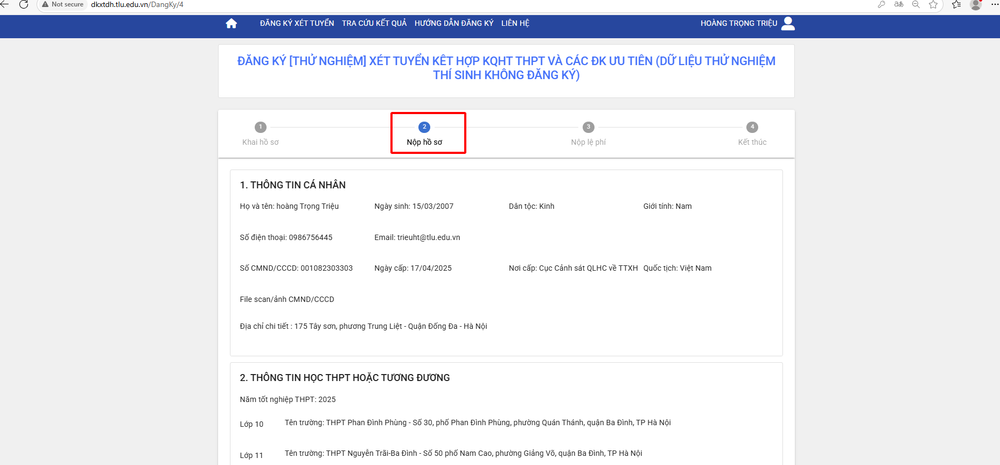 Not secure dkxtdh.tlu.edu.vn/DangKy/4
ĐĂNG KÝ XÉT TUYỂN TRA CỨU KẾT QUẢ HƯỚNG DẪN ĐĂNG KÝ LIÊN HỆ HOÀNG TRỌNG TRIỆU
ĐĂNG KÝ [THỬ NGHIỆM] XÉT TUYỂN KẾT HỢP KQHT THPT VÀ CÁC ĐK ƯU TIÊN (DỮ LIỆU THỬ NGHIỆM
THÍ SINH KHÔNG ĐĂNG KÝ)
1 2 3 4
Khai hồ sơ Nộp hồ sơ Nộp lệ phí Kết thúc
1. THÔNG TIN CÁ NHÂN
Họ và tên: hoàng Trọng Triệu Ngày sinh: 15/03/2007 Dân tộc: Kinh Giới tính: Nam
Số điện thoại: 0986756445 Email: trieuht@tlu.edu.vn
Số CMND/CCCD: 001082303303 Ngày cấp: 17/04/2025 Nơi cấp: Cục Cảnh sát QLHC về TTXH Quốc tịch: Việt Nam
File scan/ảnh CMND/CCCD
Địa chỉ chi tiết : 175 Tây sơn, phương Trung Liệt - Quận Đống Đa - Hà Nội
2. THÔNG TIN HỌC THPT HOẶC TƯƠNG ĐƯƠNG
Năm tốt nghiệp THPT: 2025
Lớp 10 Tên trường: THPT Phan Đình Phùng - Số 30, phố Phan Đình Phùng, phường Quán Thánh, quận Ba Đình, TP Hà Nội
Lớp 11 Tên trường: THPT Nguyễn Trãi-Ba Đình - Số 50 phố Nam Cao, phường Giảng Võ, quận Ba Đình, TP Hà Nội